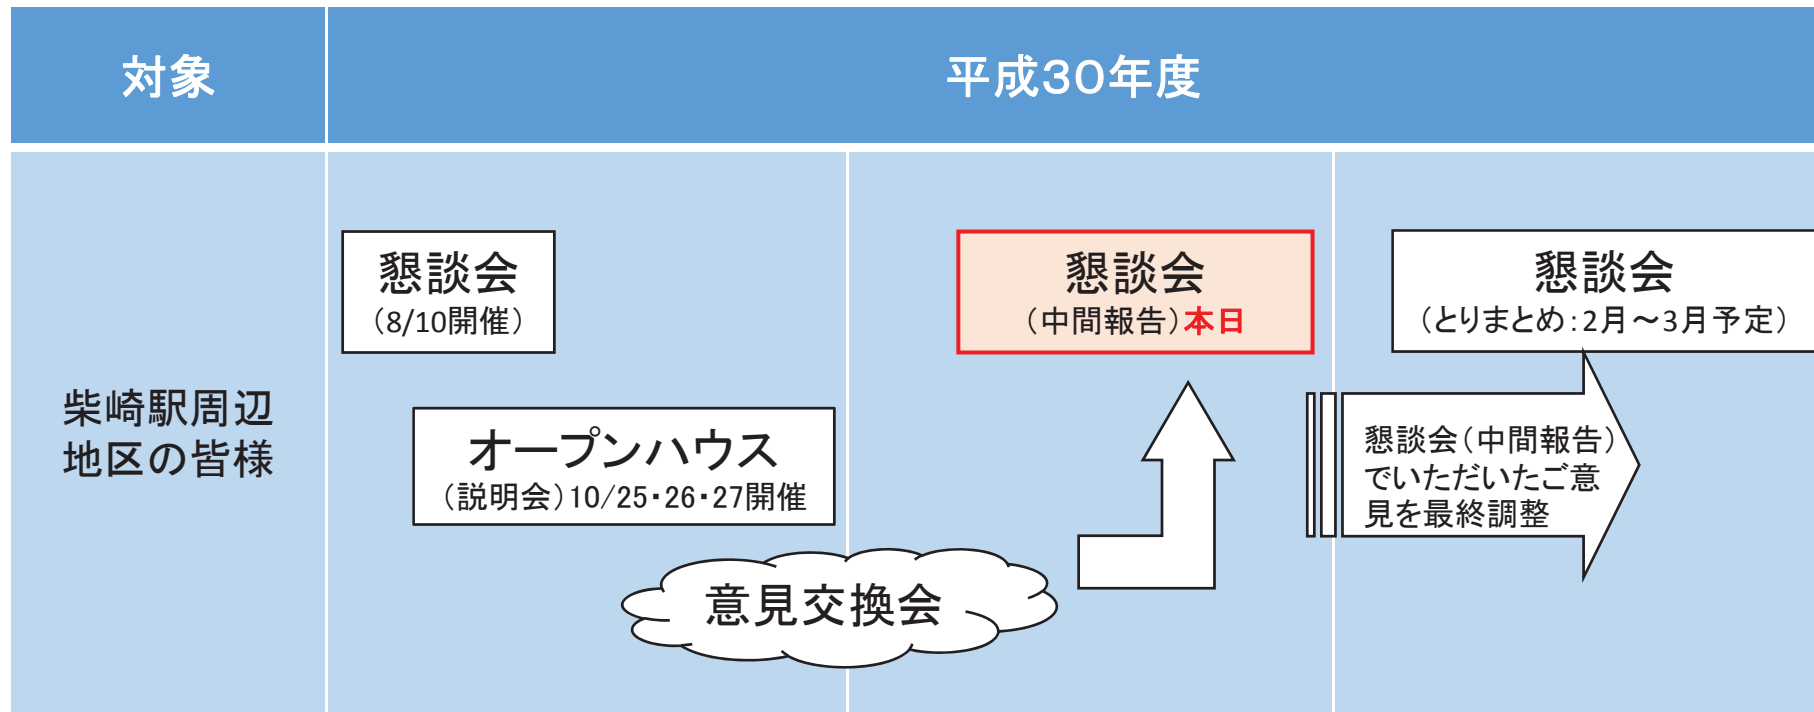 対象
平成30年度
柴崎駅周辺
地区の皆様
懇談会
（8/10開催）
オープンハウス
（説明会）10/25・26・27開催
意見交換会
懇談会
（中間報告）本日
懇談会
（とりまとめ：2月～3月予定）
懇談会（中間報告）
でいただいたご意
見を最終調整